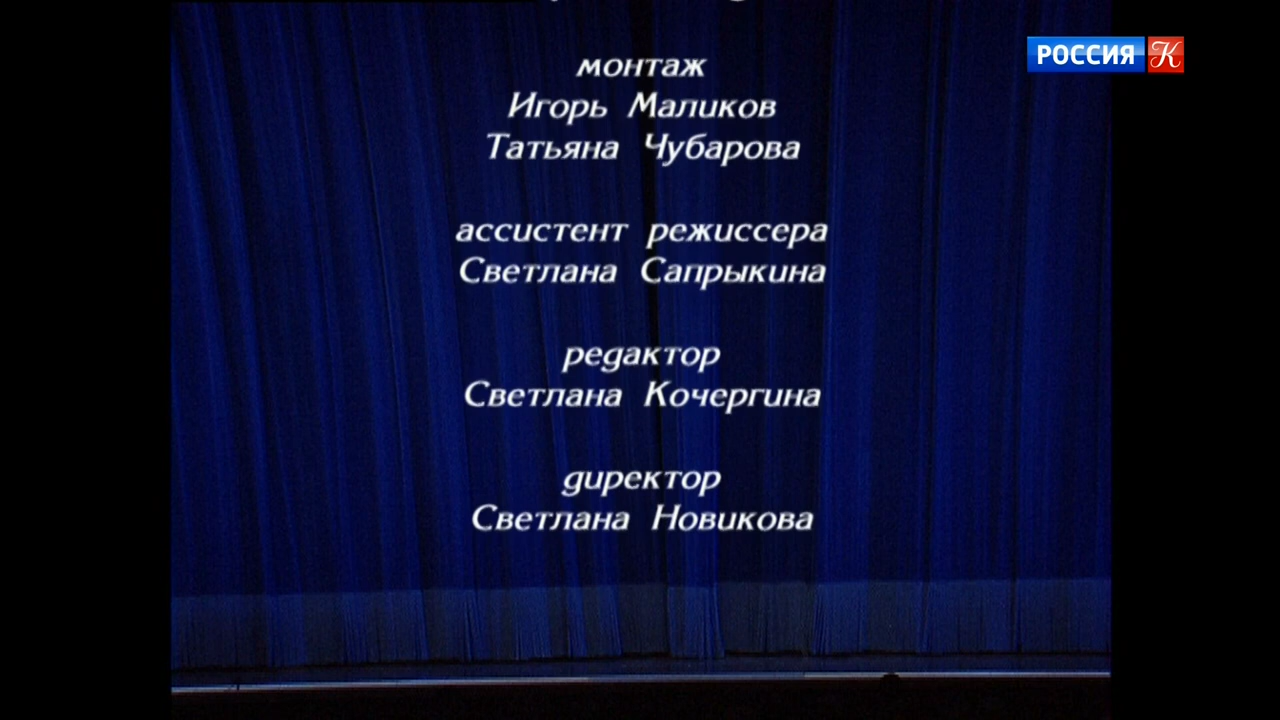 РОССИЯ К
монтаж
Игорь Маликов
Татьяна Чубарова
ассистент режиссера
Светлана Сапрыкина
редактор
Светлана Кочергина
директор
Светлана Новикова